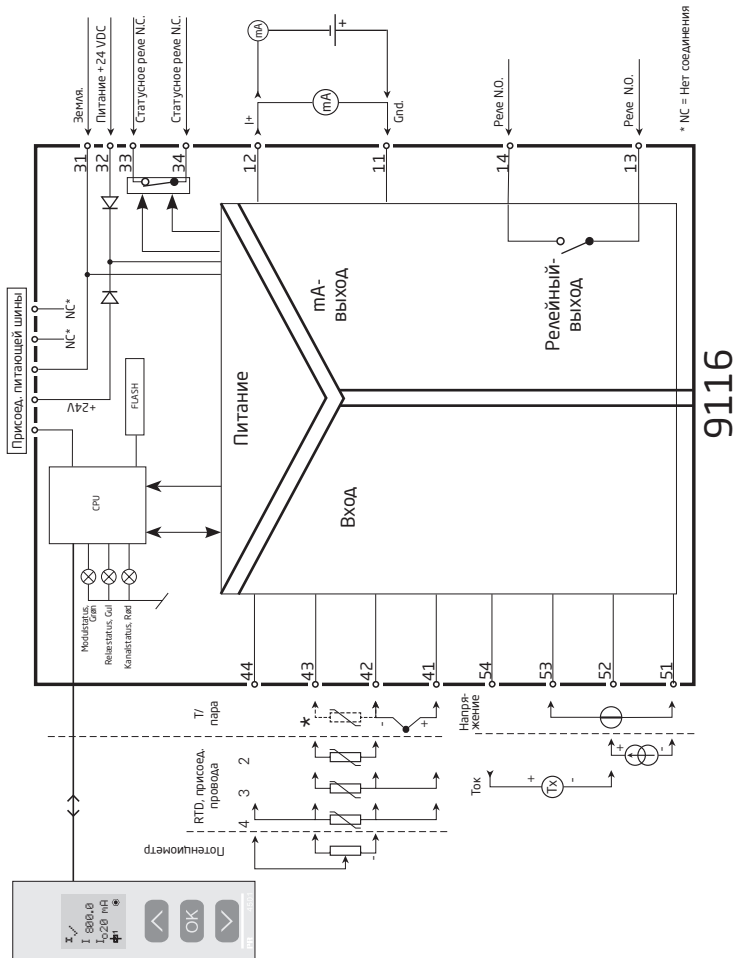 Присоед. питающей шины
NC*
NC*
+24V
FLASH
CPU
Modulstatus,
Grøn
Relæstatus, Gul
Kanalstatus, Rød
31
32
33
34
12
11
14
13
Земля.
Питание +24 VDC
Статусное реле N.C.
Статусное реле N.C.
I+
mA
mA
+
Gnd.
Реле N.O.
Реле N.O.
* NC = Нет соединения
Питание
mA-
выход
Вход
Релейный-
выход
9116
44
43
42
41
54
53
52
51
Т/
пара
*
-
+
RTD, присоед.
провода
2
3
4
Потенциометр
-
Напря-
жение
Ток
+
Tx
-
+
-
I 800.0
Io20 mA
OK
PR
4501